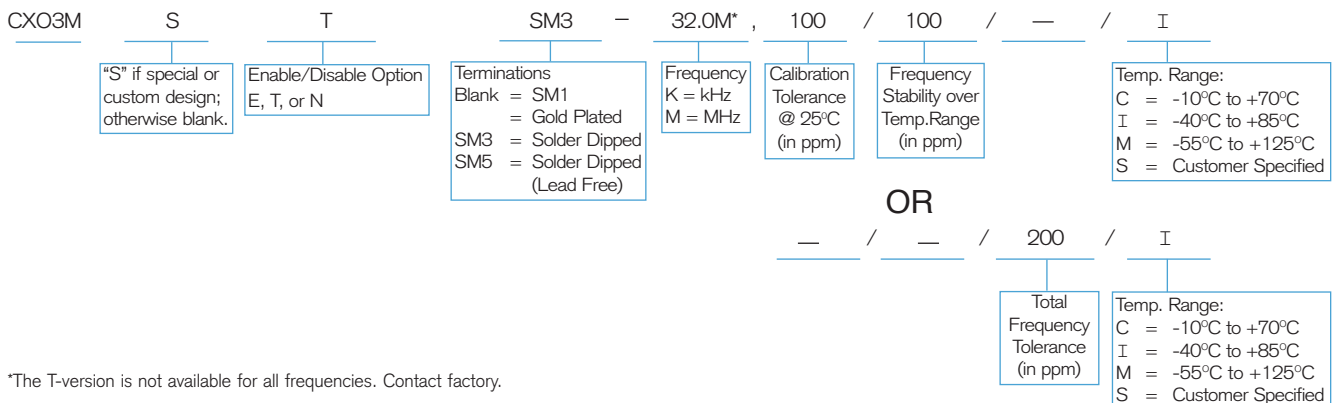 CX03M S T SM3 – 32.0M* , 100 / 100 / — / I
"S" if special or
custom design;
otherwise blank.
Enable/Disable Option
E, T, or N
Terminations
Blank = SM1
= Gold Plated
SM3 = Solder Dipped
SM5 = Solder Dipped
(Lead Free)
Frequency
K = kHz
M = MHz
Calibration
Tolerance
@ 25°C
(in ppm)
Frequency
Stability over
Temp.Range
(in ppm)
Temp. Range:
C = -10°C to +70°C
I = -40°C to +85°C
M = -55°C to +125°C
S = Customer Specified
OR
— / — / 200 / I
Total
Frequency
Tolerance
(in ppm)
Temp. Range:
C = -10°C to +70°C
I = -40°C to +85°C
M = -55°C to +125°C
S = Customer Specified
*The T-version is not available for all frequencies. Contact factory.